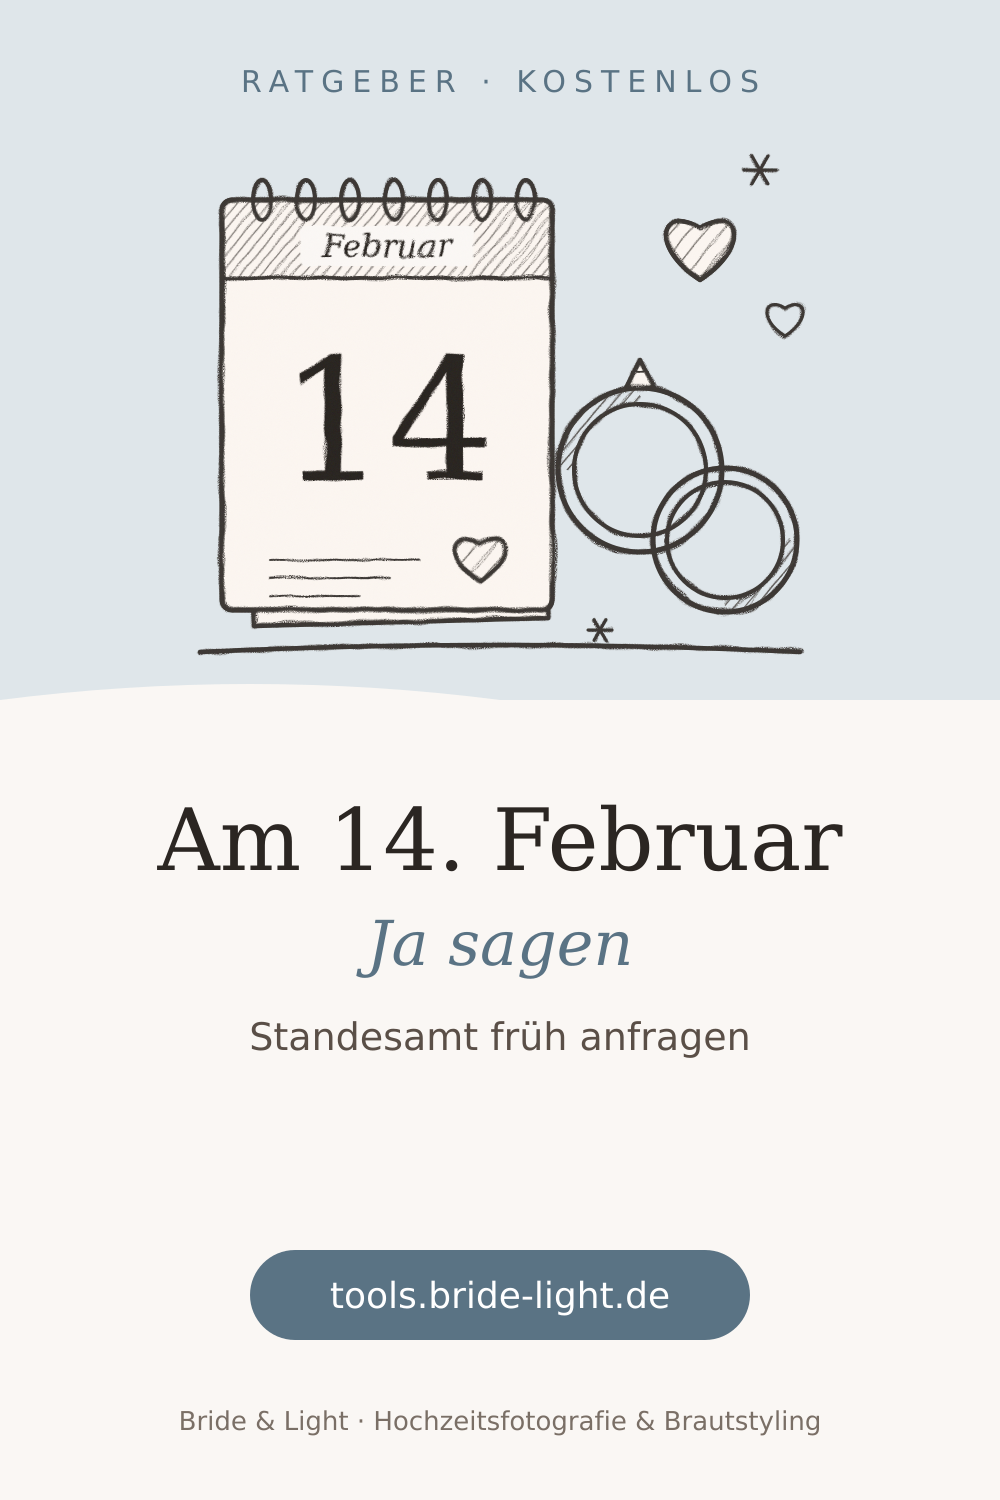 RATGEBER · KOSTENLOS
Februar
14
Am 14. Februar
Ja sagen
Standesamt früh anfragen
tools.bride-light.de
Bride & Light · Hochzeitsfotografie & Brautstyling